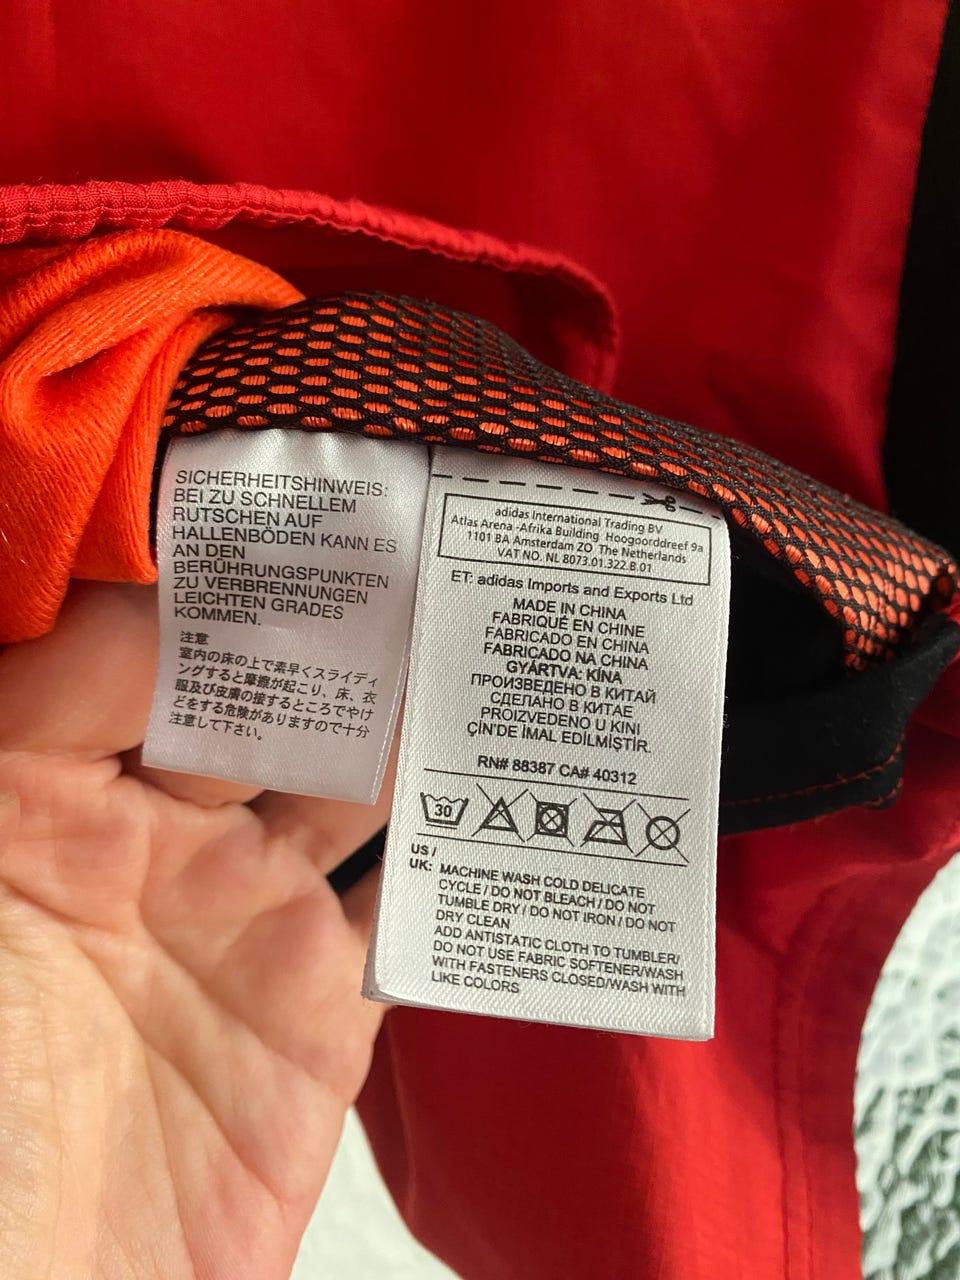 SICHERHEITSHINWEIS:
BEI ZU SCHNELLEM
RUTSCHEN AUF
HALLENBÖDEN KANN ES
AN DEN
BERÜHRUNGSPUNKTEN
ZU VERBRENNUNGEN
LEICHTEN GRADES
KOMMEN.
注意
室内の床の上で素早くスライディ
ングすると摩擦が起こり、床、衣
服及び皮膚の接するところでやけ
どをする危険がありますので十分
注意して下さい。
adidas International Trading BV
Atlas Arena -Afrika Building Hoogoorddreef 9a
1101 BA Amsterdam ZO The Netherlands
VAT NO. NL 8073.01.322.B.01
ET: adidas Imports and Exports Ltd
MADE IN CHINA
FABRIQUÉ EN CHINE
FABRICADO EN CHINA
FABRICADO NA CHINA
GYÁRTVA: KÍNA
ПРОИЗВЕДЕНО В КИТАЙ
СДЕЛАНО В КИТАЕ
PROIZVEDENO U KINI
ÇİN'DE İMAL EDİLMİŞTİR.
RN# 88387 CA# 40312
30
US /
UK: MACHINE WASH COLD DELICATE
CYCLE / DO NOT BLEACH / DO NOT
TUMBLE DRY / DO NOT IRON / DO NOT
DRY CLEAN
ADD ANTISTATIC CLOTH TO TUMBLER/
DO NOT USE FABRIC SOFTENER/WASH
WITH FASTENERS CLOSED/WASH WITH
LIKE COLORS